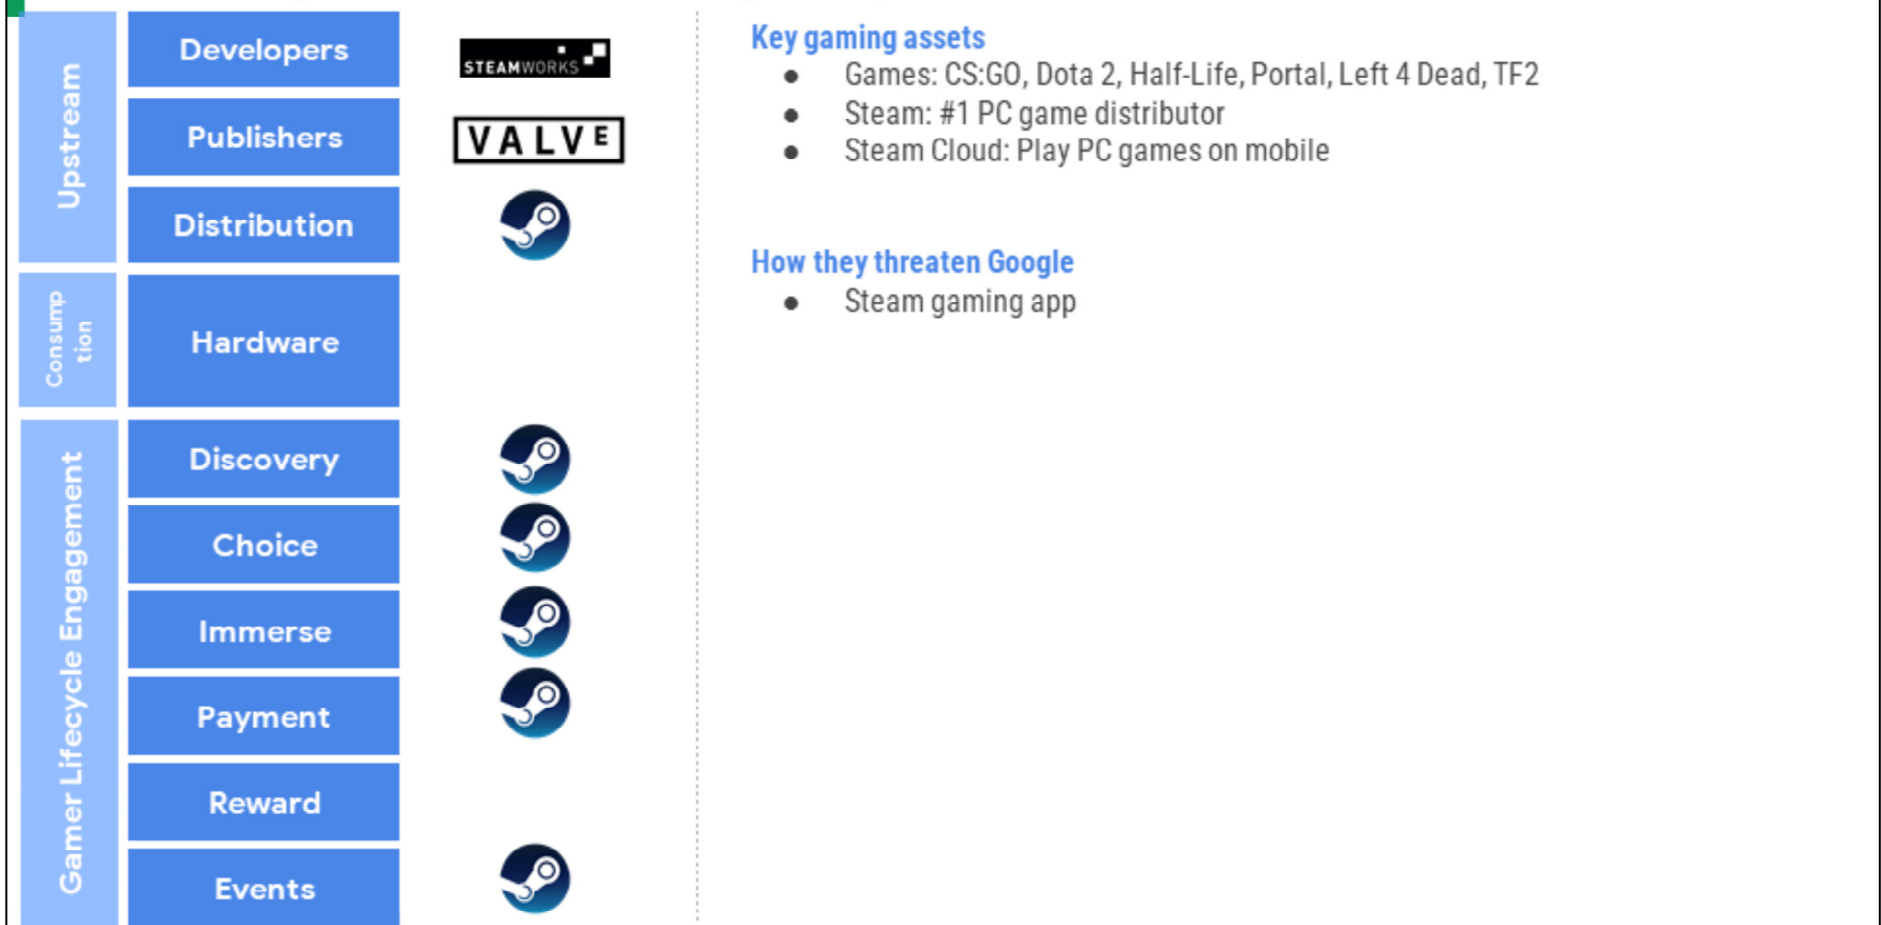 Upstream
Developers
STEAMWORKS
Publishers
VALVE
Distribution
Consump
tion
Hardware
Gamer Lifecycle Engagement
Discovery
Choice
Immerse
Payment
Reward
Events
Key gaming assets
● Games: CS:GO, Dota 2, Half-Life, Portal, Left 4 Dead, TF2
● Steam: #1 PC game distributor
● Steam Cloud: Play PC games on mobile
How they threaten Google
● Steam gaming app